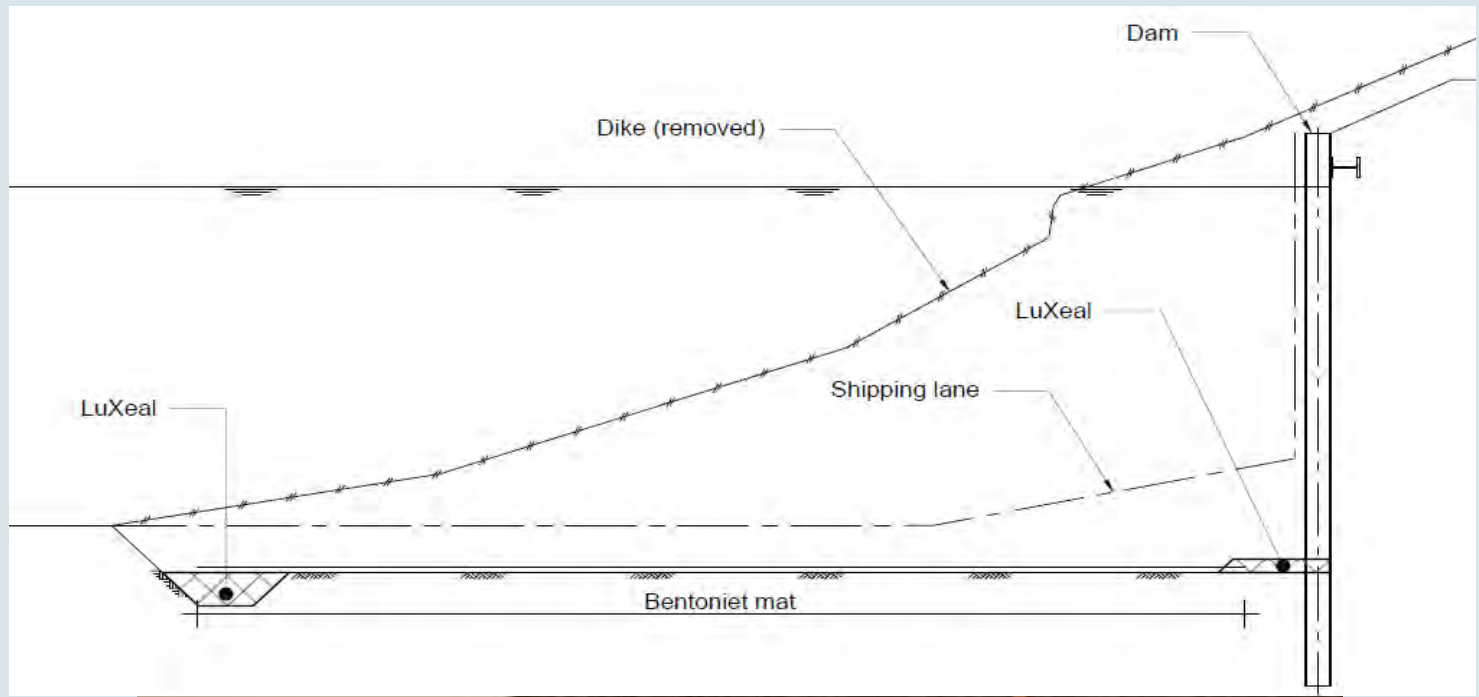 Dam
Dike (removed)
LuXeal
Shipping lane
LuXeal
Bentoniet mat